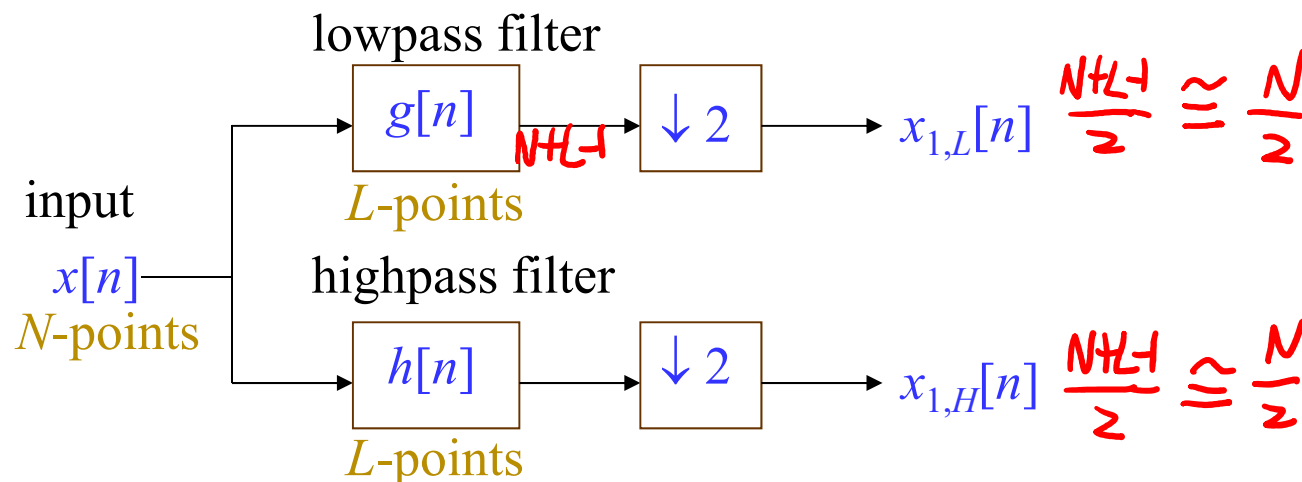 lowpass filter
g[n]
N+L-1
↓ 2
x1,L[n]
N+L-1
2
≅
N
2
L-points
input
x[n]
N-points
highpass filter
h[n]
↓ 2
x1,H[n]
N+L-1
2
≅
N
2
L-points